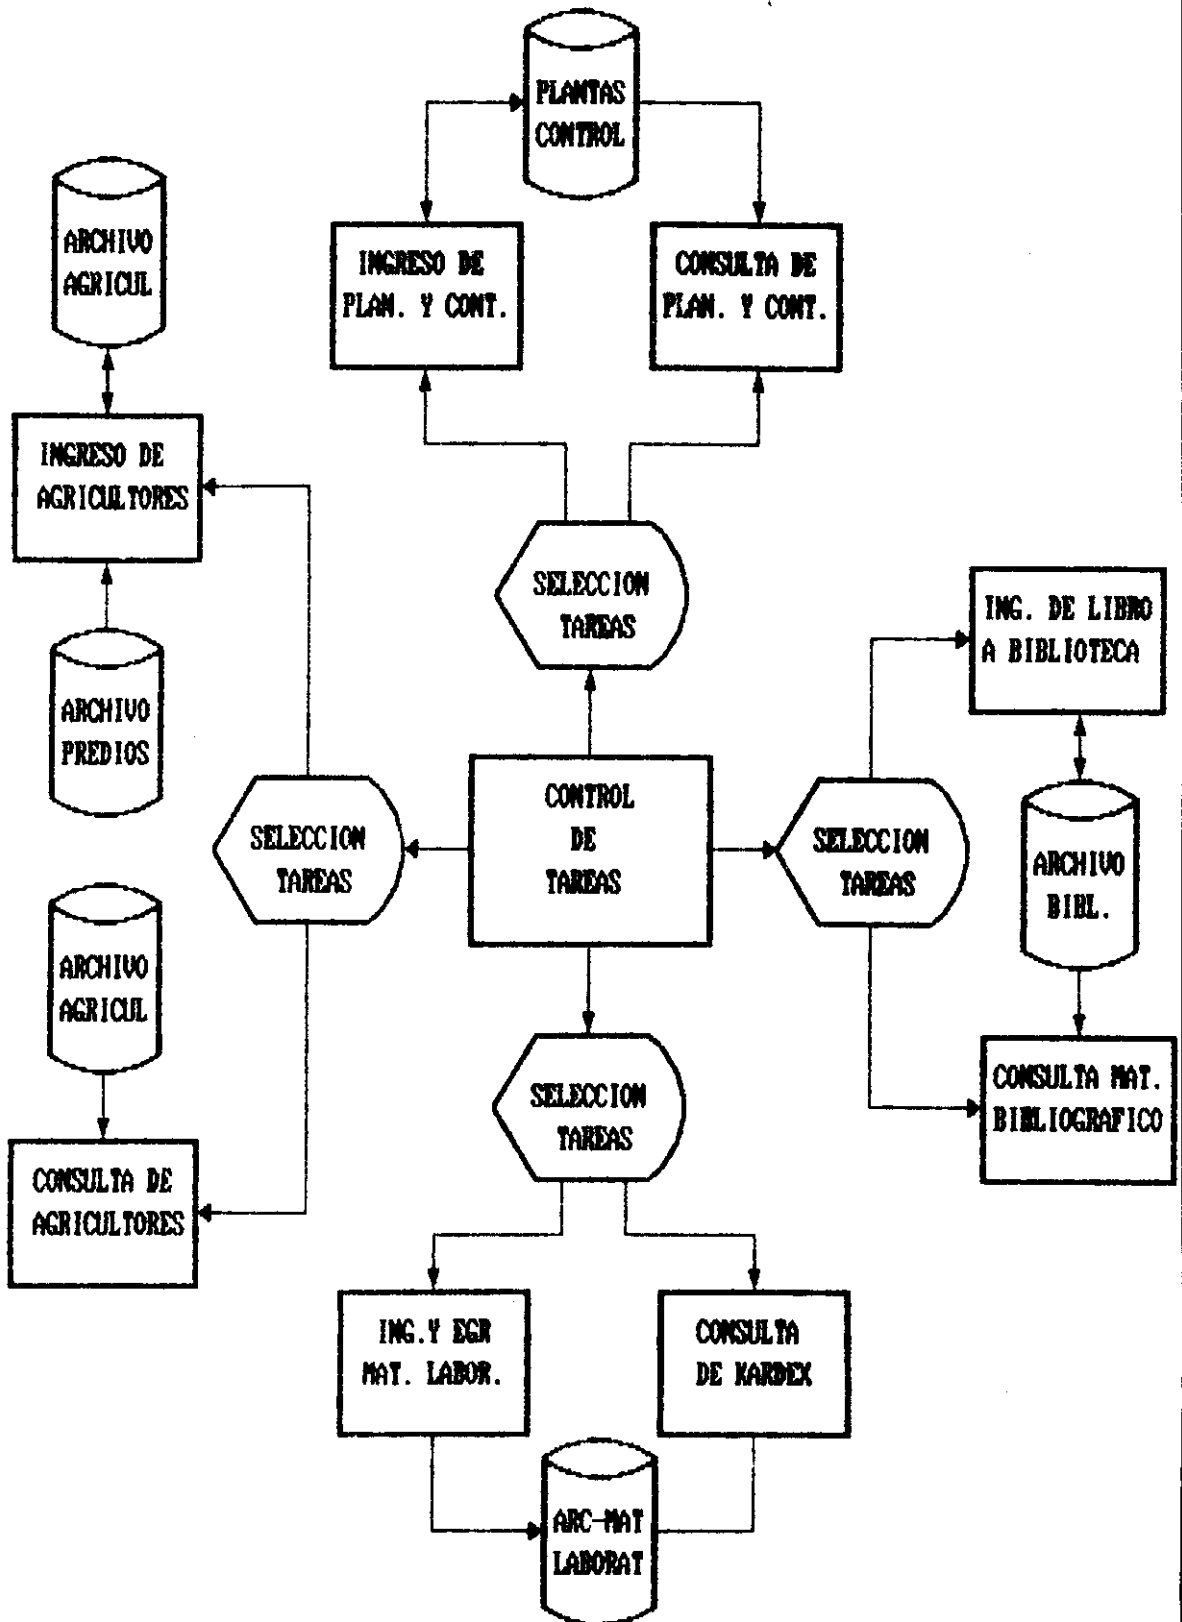 PLANTAS
CONTROL
ARCHIVO
AGRICUL
INGRESO DE
PLAN. Y CONT.
CONSULTA DE
PLAN. Y CONT.
INGRESO DE
AGRICULTORES
SELECCION
TAREAS
ING. DE LIBRO
A BIBLIOTECA
ARCHIVO
PREDIOS
CONTROL
DE
TAREAS
SELECCION
TAREAS
SELECCION
TAREAS
ARCHIVO
BIBL.
ARCHIVO
AGRICUL
SELECCION
TAREAS
CONSULTA MAT.
BIBLIOGRAFICO
CONSULTA DE
AGRICULTORES
ING.Y EGR
MAT. LABOR.
CONSULTA
DE KARDEX
ARC-MAT
LABORAT